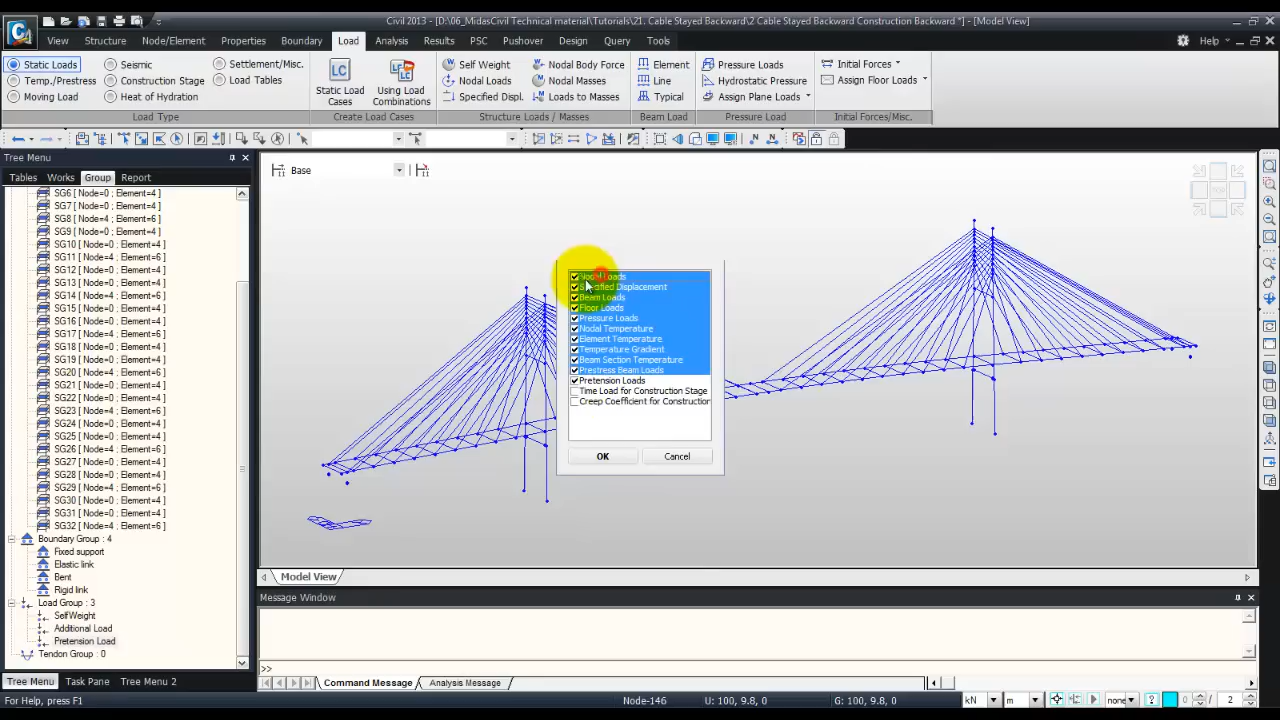 Civil 2013 - [D:\06_MidasCivil Technical material\Tutorials\21. Cable Stayed Backward\2 Cable Stayed Backward Construction Backward *] - [Model View]
View Structure Node/Element Properties Boundary Load Analysis Results PSC Pushover Design Query Tools Help
Static Loads Seismic Settlement/Misc.
Temp./Prestress Construction Stage Load Tables
Moving Load Heat of Hydration
Load Type
Static Load Cases
Using Load Combinations
Create Load Cases
Self Weight Nodal Body Force
Nodal Loads Nodal Masses
Specified Displ. Loads to Masses
Structure Loads / Masses
Element
Line
Typical
Beam Load
Pressure Loads
Hydrostatic Pressure
Assign Plane Loads
Pressure Load
Initial Forces
Assign Floor Loads
Initial Forces/Misc.
Tree Menu
Tables Works Group Report
SG6 [ Node=0 ; Element=4 ]
SG7 [ Node=0 ; Element=4 ]
SG8 [ Node=4 ; Element=6 ]
SG9 [ Node=0 ; Element=4 ]
SG10 [ Node=0 ; Element=4 ]
SG11 [ Node=4 ; Element=6 ]
SG12 [ Node=0 ; Element=4 ]
SG13 [ Node=0 ; Element=4 ]
SG14 [ Node=4 ; Element=6 ]
SG15 [ Node=0 ; Element=4 ]
SG16 [ Node=0 ; Element=4 ]
SG17 [ Node=4 ; Element=6 ]
SG18 [ Node=0 ; Element=4 ]
SG19 [ Node=0 ; Element=4 ]
SG20 [ Node=4 ; Element=6 ]
SG21 [ Node=0 ; Element=4 ]
SG22 [ Node=0 ; Element=4 ]
SG23 [ Node=4 ; Element=6 ]
SG24 [ Node=0 ; Element=4 ]
SG25 [ Node=0 ; Element=4 ]
SG26 [ Node=4 ; Element=6 ]
SG27 [ Node=0 ; Element=4 ]
SG28 [ Node=0 ; Element=4 ]
SG29 [ Node=4 ; Element=6 ]
SG30 [ Node=0 ; Element=4 ]
SG31 [ Node=0 ; Element=4 ]
SG32 [ Node=4 ; Element=6 ]
Boundary Group : 4
Fixed support
Elastic link
Bent
Rigid link
Load Group : 3
SelfWeight
Additional Load
Pretension Load
Tendon Group : 0
Tree Menu Task Pane Tree Menu 2
Base
Nodal Loads
Specified Displacement
Beam Loads
Floor Loads
Pressure Loads
Nodal Temperature
Element Temperature
Temperature Gradient
Beam Section Temperature
Prestress Beam Loads
Pretension Loads
Time Load for Construction Stage
Creep Coefficient for Construction
OK Cancel
Model View
Message Window
>>
Command Message Analysis Message
For Help, press F1 Node-146 U: 100, 9.8, 0 G: 100, 9.8, 0 kN m none 0 / 2